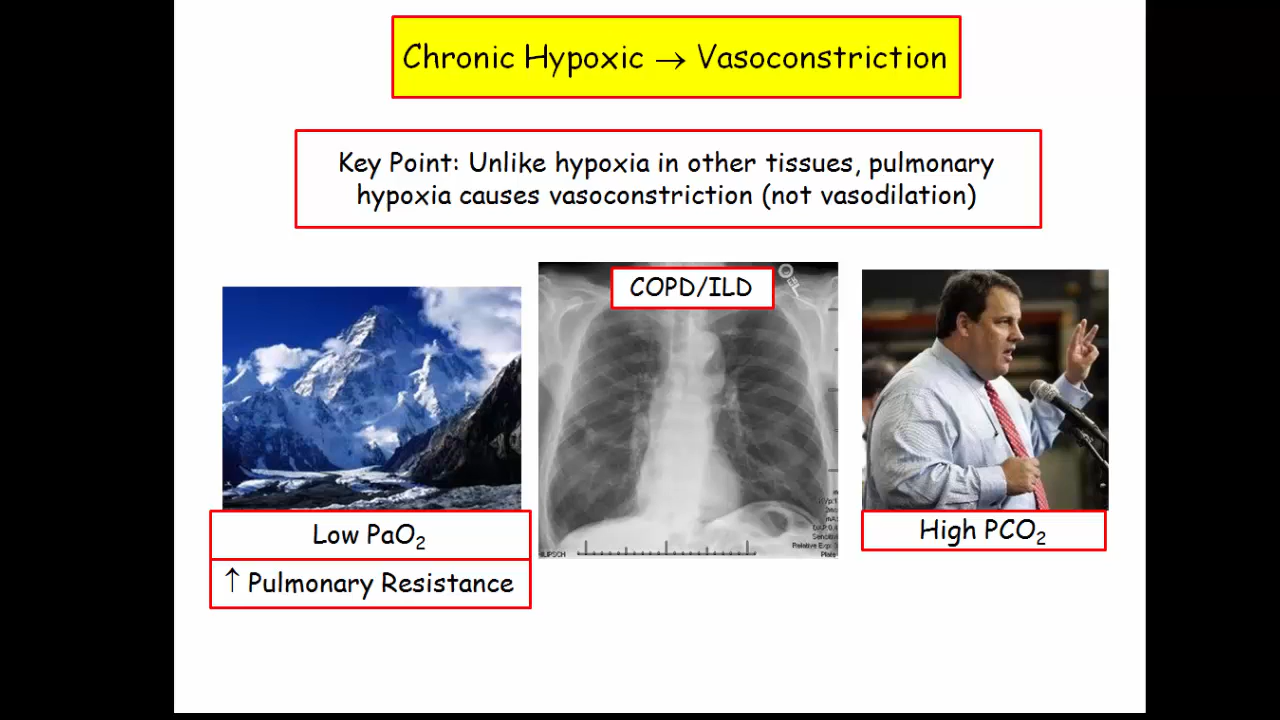 Chronic Hypoxic → Vasoconstriction
Key Point: Unlike hypoxia in other tissues, pulmonary
hypoxia causes vasoconstriction (not vasodilation)
COPD/ILD
Low PaO₂
↑ Pulmonary Resistance
High PCO₂